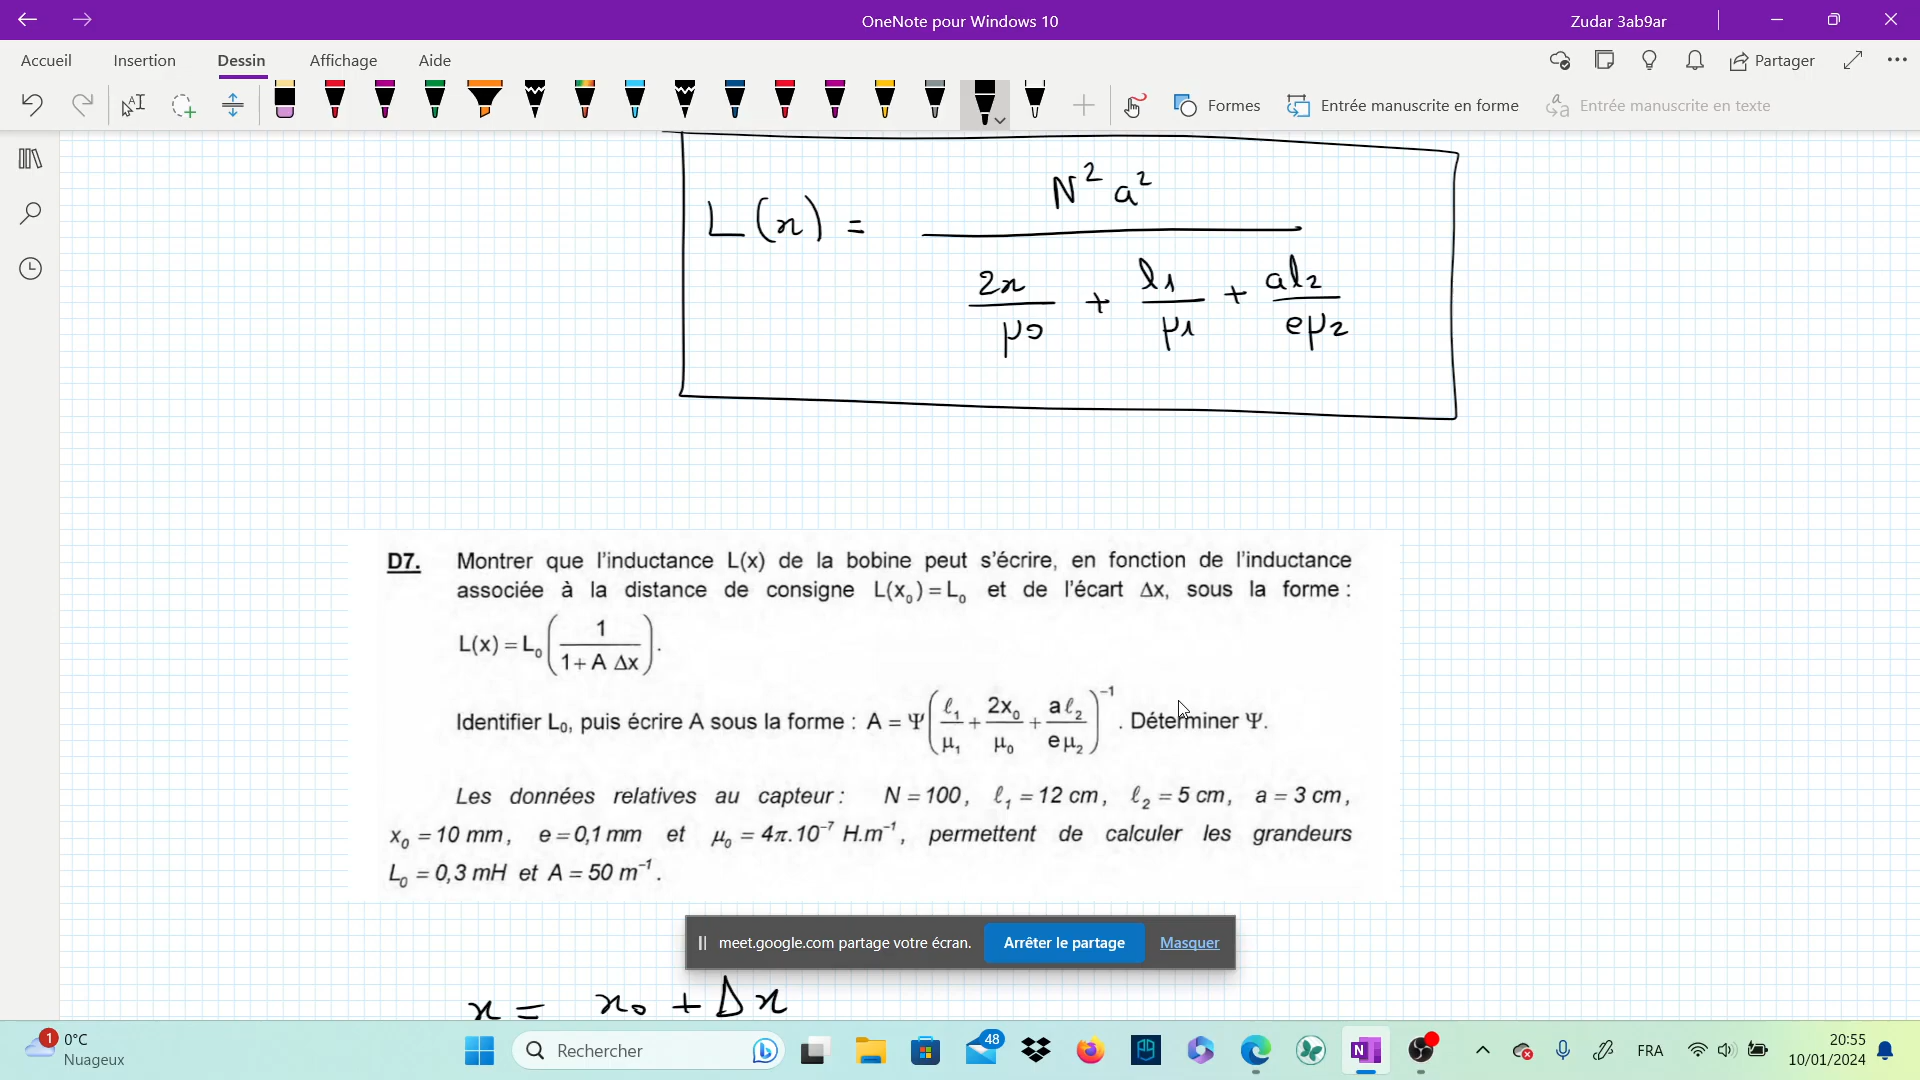 OneNote pour Windows 10
Zudar 3ab9ar
Accueil
Insertion
Dessin
Affichage
Aide
Partager
Formes
Entrée manuscrite en forme
Entrée manuscrite en texte
L(x) = N² a² / (2x/μ0 + l1/μ1 + al2/eμ2)
D7. Montrer que l'inductance L(x) de la bobine peut s'écrire, en fonction de l'inductance
associée à la distance de consigne L(x₀) = L₀ et de l'écart Δx, sous la forme :
L(x) = L₀ (1 / (1 + A Δx)).
Identifier L₀, puis écrire A sous la forme : A = Ψ (ℓ₁/μ₁ + 2x₀/μ₀ + aℓ₂/eμ₂)⁻¹. Déterminer Ψ.
Les données relatives au capteur : N = 100, ℓ₁ = 12 cm, ℓ₂ = 5 cm, a = 3 cm,
x₀ = 10 mm, e = 0,1 mm et μ₀ = 4π.10⁻⁷ H.m⁻¹, permettent de calculer les grandeurs
L₀ = 0,3 mH et A = 50 m⁻¹.
meet.google.com partage votre écran.
Arrêter le partage
Masquer
x = x₀ + Δx
1
0°C
Nuageux
Rechercher
48
FRA
20:55
10/01/2024